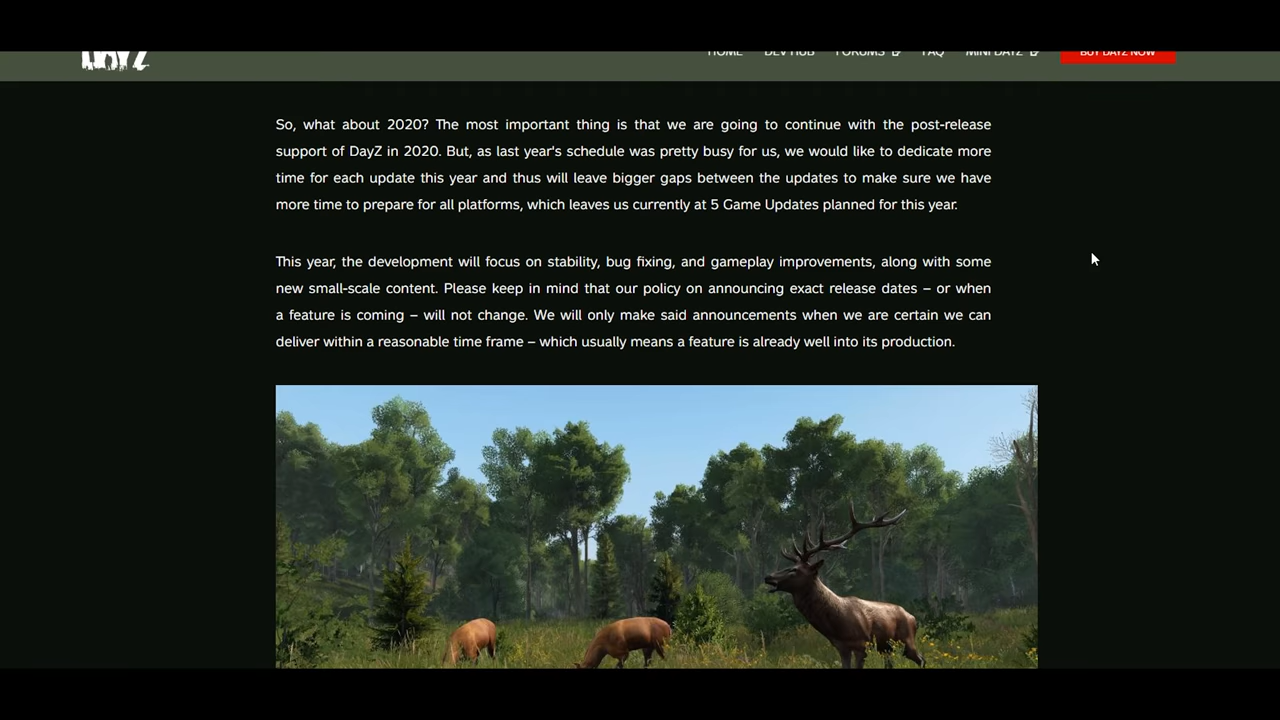 DAYZ
HOME DEV HUB FORUMS FAQ MINI DAYZ BUY DAYZ NOW
So, what about 2020? The most important thing is that we are going to continue with the post-release
support of DayZ in 2020. But, as last year's schedule was pretty busy for us, we would like to dedicate more
time for each update this year and thus will leave bigger gaps between the updates to make sure we have
more time to prepare for all platforms, which leaves us currently at 5 Game Updates planned for this year.
This year, the development will focus on stability, bug fixing, and gameplay improvements, along with some
new small-scale content. Please keep in mind that our policy on announcing exact release dates – or when
a feature is coming – will not change. We will only make said announcements when we are certain we can
deliver within a reasonable time frame – which usually means a feature is already well into its production.